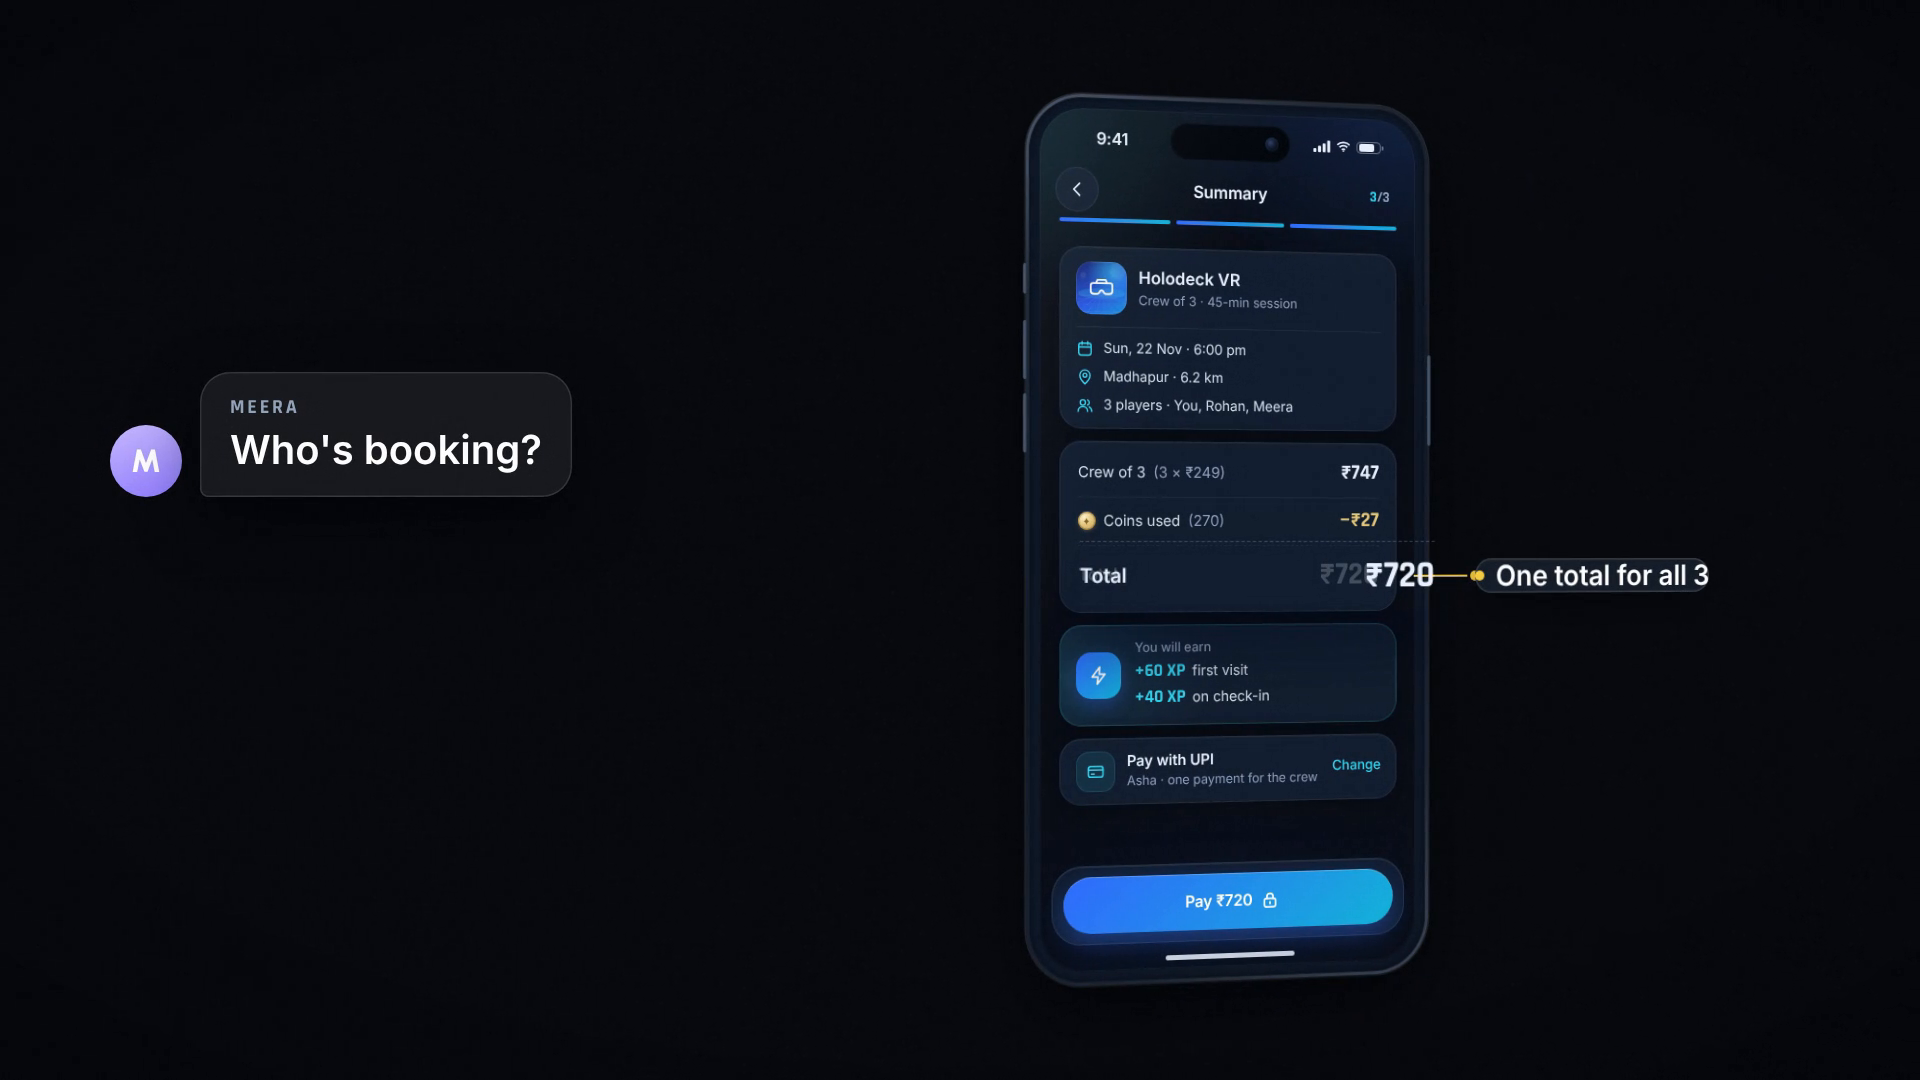 MEERA
M
Who's booking?
9:41
Summary
3/3
Holodeck VR
Crew of 3 · 45-min session
Sun, 22 Nov · 6:00 pm
Madhapur · 6.2 km
3 players · You, Rohan, Meera
Crew of 3 (3 × ₹249) ₹747
Coins used (270) −₹27
Total ₹720
One total for all 3
You will earn
+60 XP first visit
+40 XP on check-in
Pay with UPI
Asha · one payment for the crew
Change
Pay ₹720